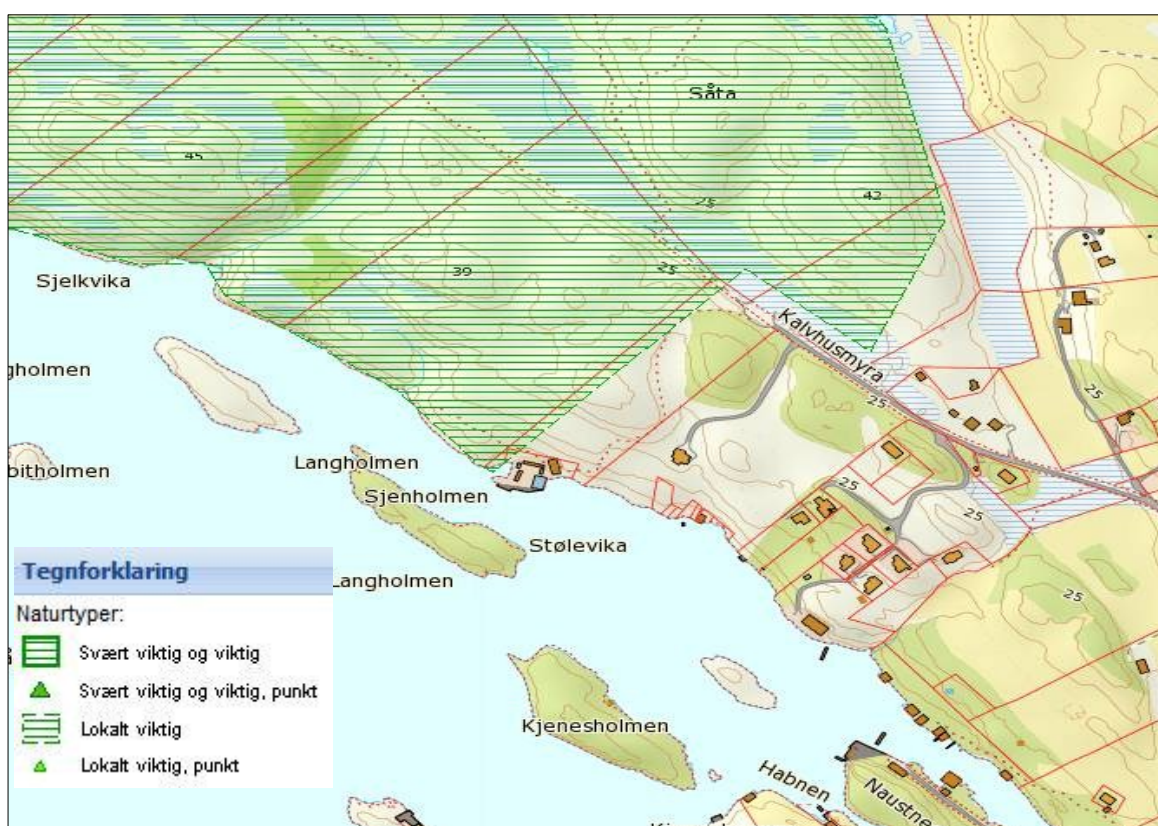 Såta
45
42
25
39
25
Sjelkvika
Kalvhusmyra
gholmen
25
25
bitholmen
Langholmen
Sjenholmen
25
25
Stølevika
Langholmen
25
Kjenesholmen
Habnen
Naustne
Tegnforklaring
Naturtyper:
Svært viktig og viktig
Svært viktig og viktig, punkt
Lokalt viktig
Lokalt viktig, punkt